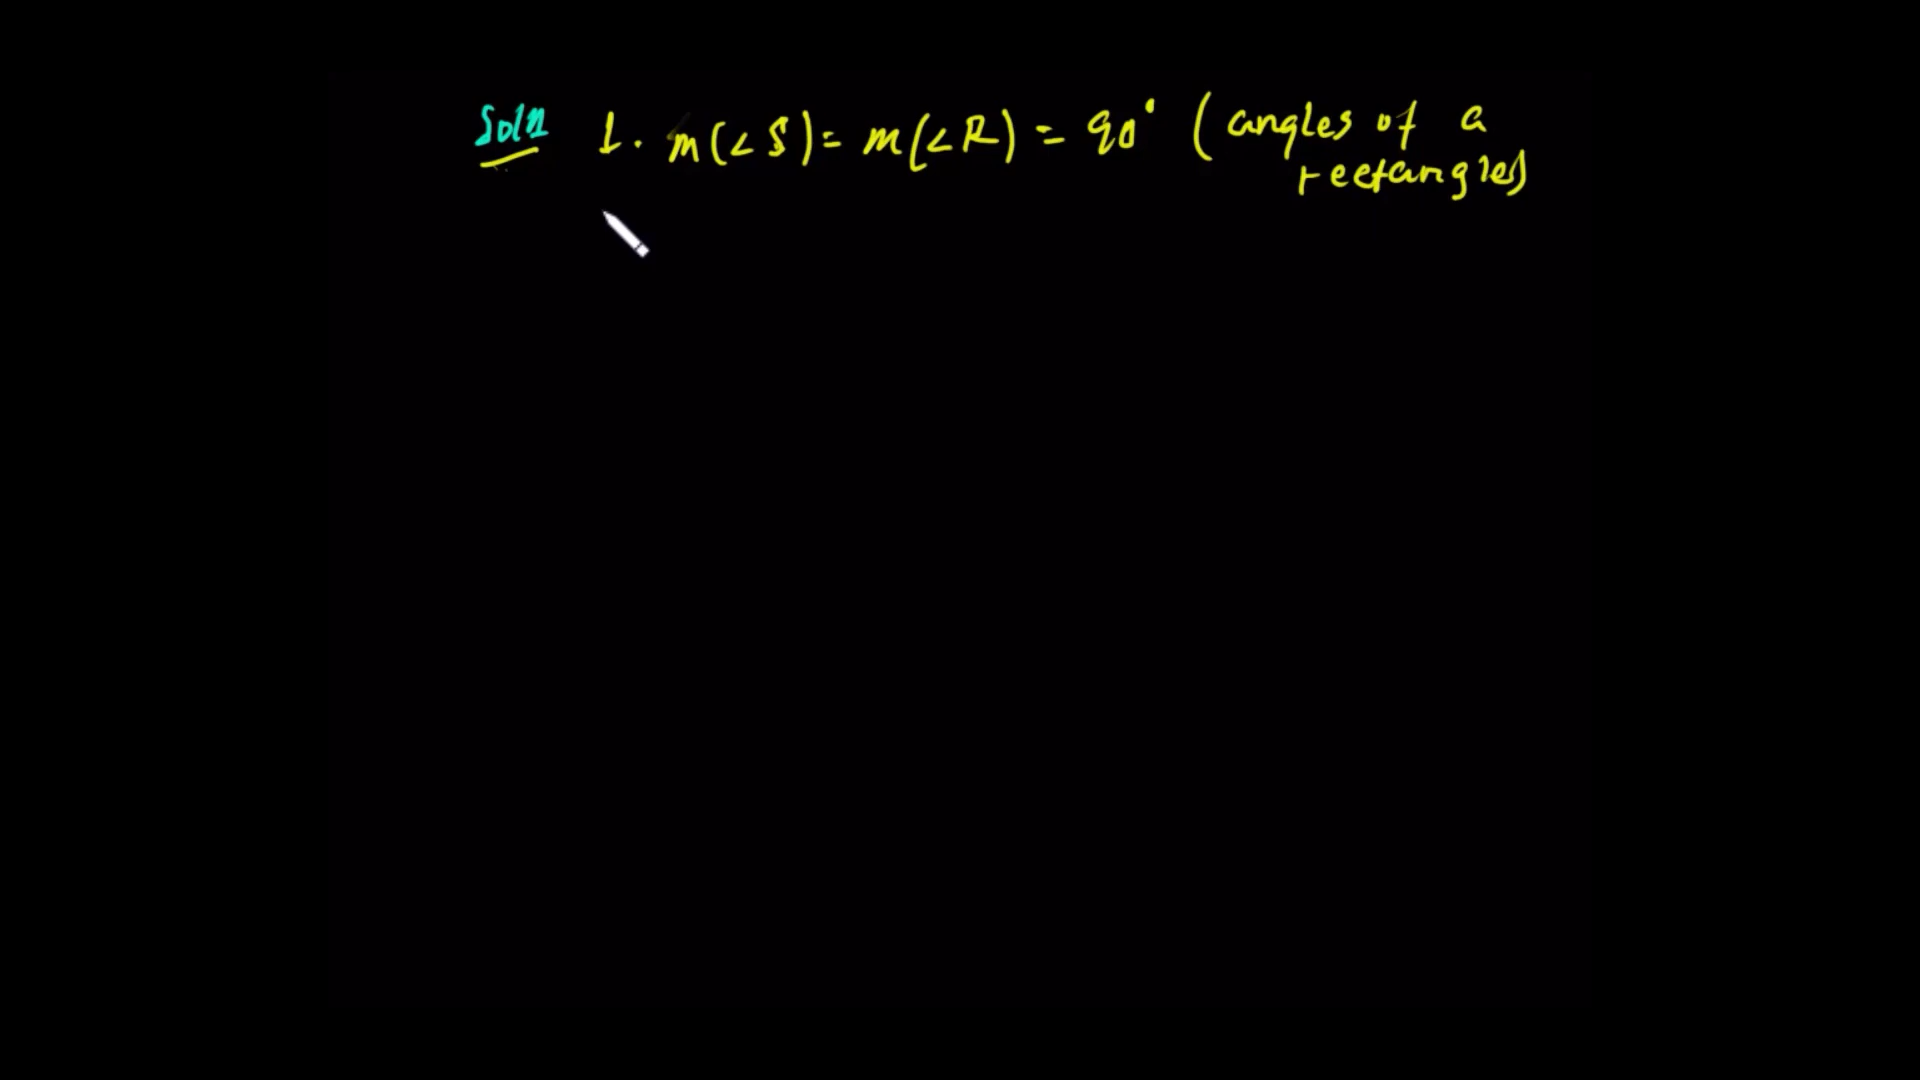 Soln 1. m(∠S) = m(∠R) = 90° (angles of a
rectangles)